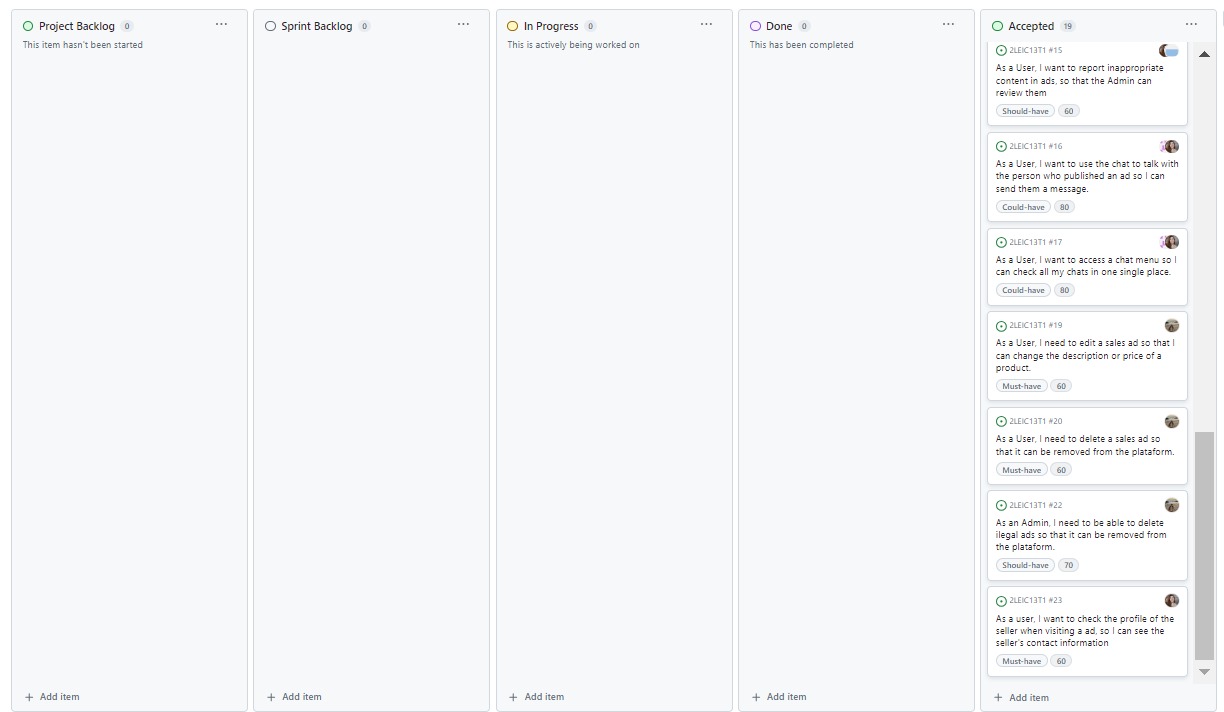 Project Backlog 0 ...
This item hasn't been started
Add item
Sprint Backlog 0 ...
Add item
In Progress 0 ...
This is actively being worked on
Add item
Done 0 ...
This has been completed
Add item
Accepted 19 ...
2LEIC13T1 #15
As a User, I want to report inappropriate
content in ads, so that the Admin can
review them
Should-have 60
2LEIC13T1 #16
As a User, I want to use the chat to talk with
the person who published an ad so I can
send them a message.
Could-have 80
2LEIC13T1 #17
As a User, I want to access a chat menu so I
can check all my chats in one single place.
Could-have 80
2LEIC13T1 #19
As a User, I need to edit a sales ad so that I
can change the description or price of a
product.
Must-have 60
2LEIC13T1 #20
As a User, I need to delete a sales ad so
that it can be removed from the plataform.
Must-have 60
2LEIC13T1 #22
As an Admin, I need to be able to delete
ilegal ads so that it can be removed from
the plataform.
Should-have 70
2LEIC13T1 #23
As a user, I want to check the profile of the
seller when visiting a ad, so I can see the
seller's contact information
Must-have 60
Add item